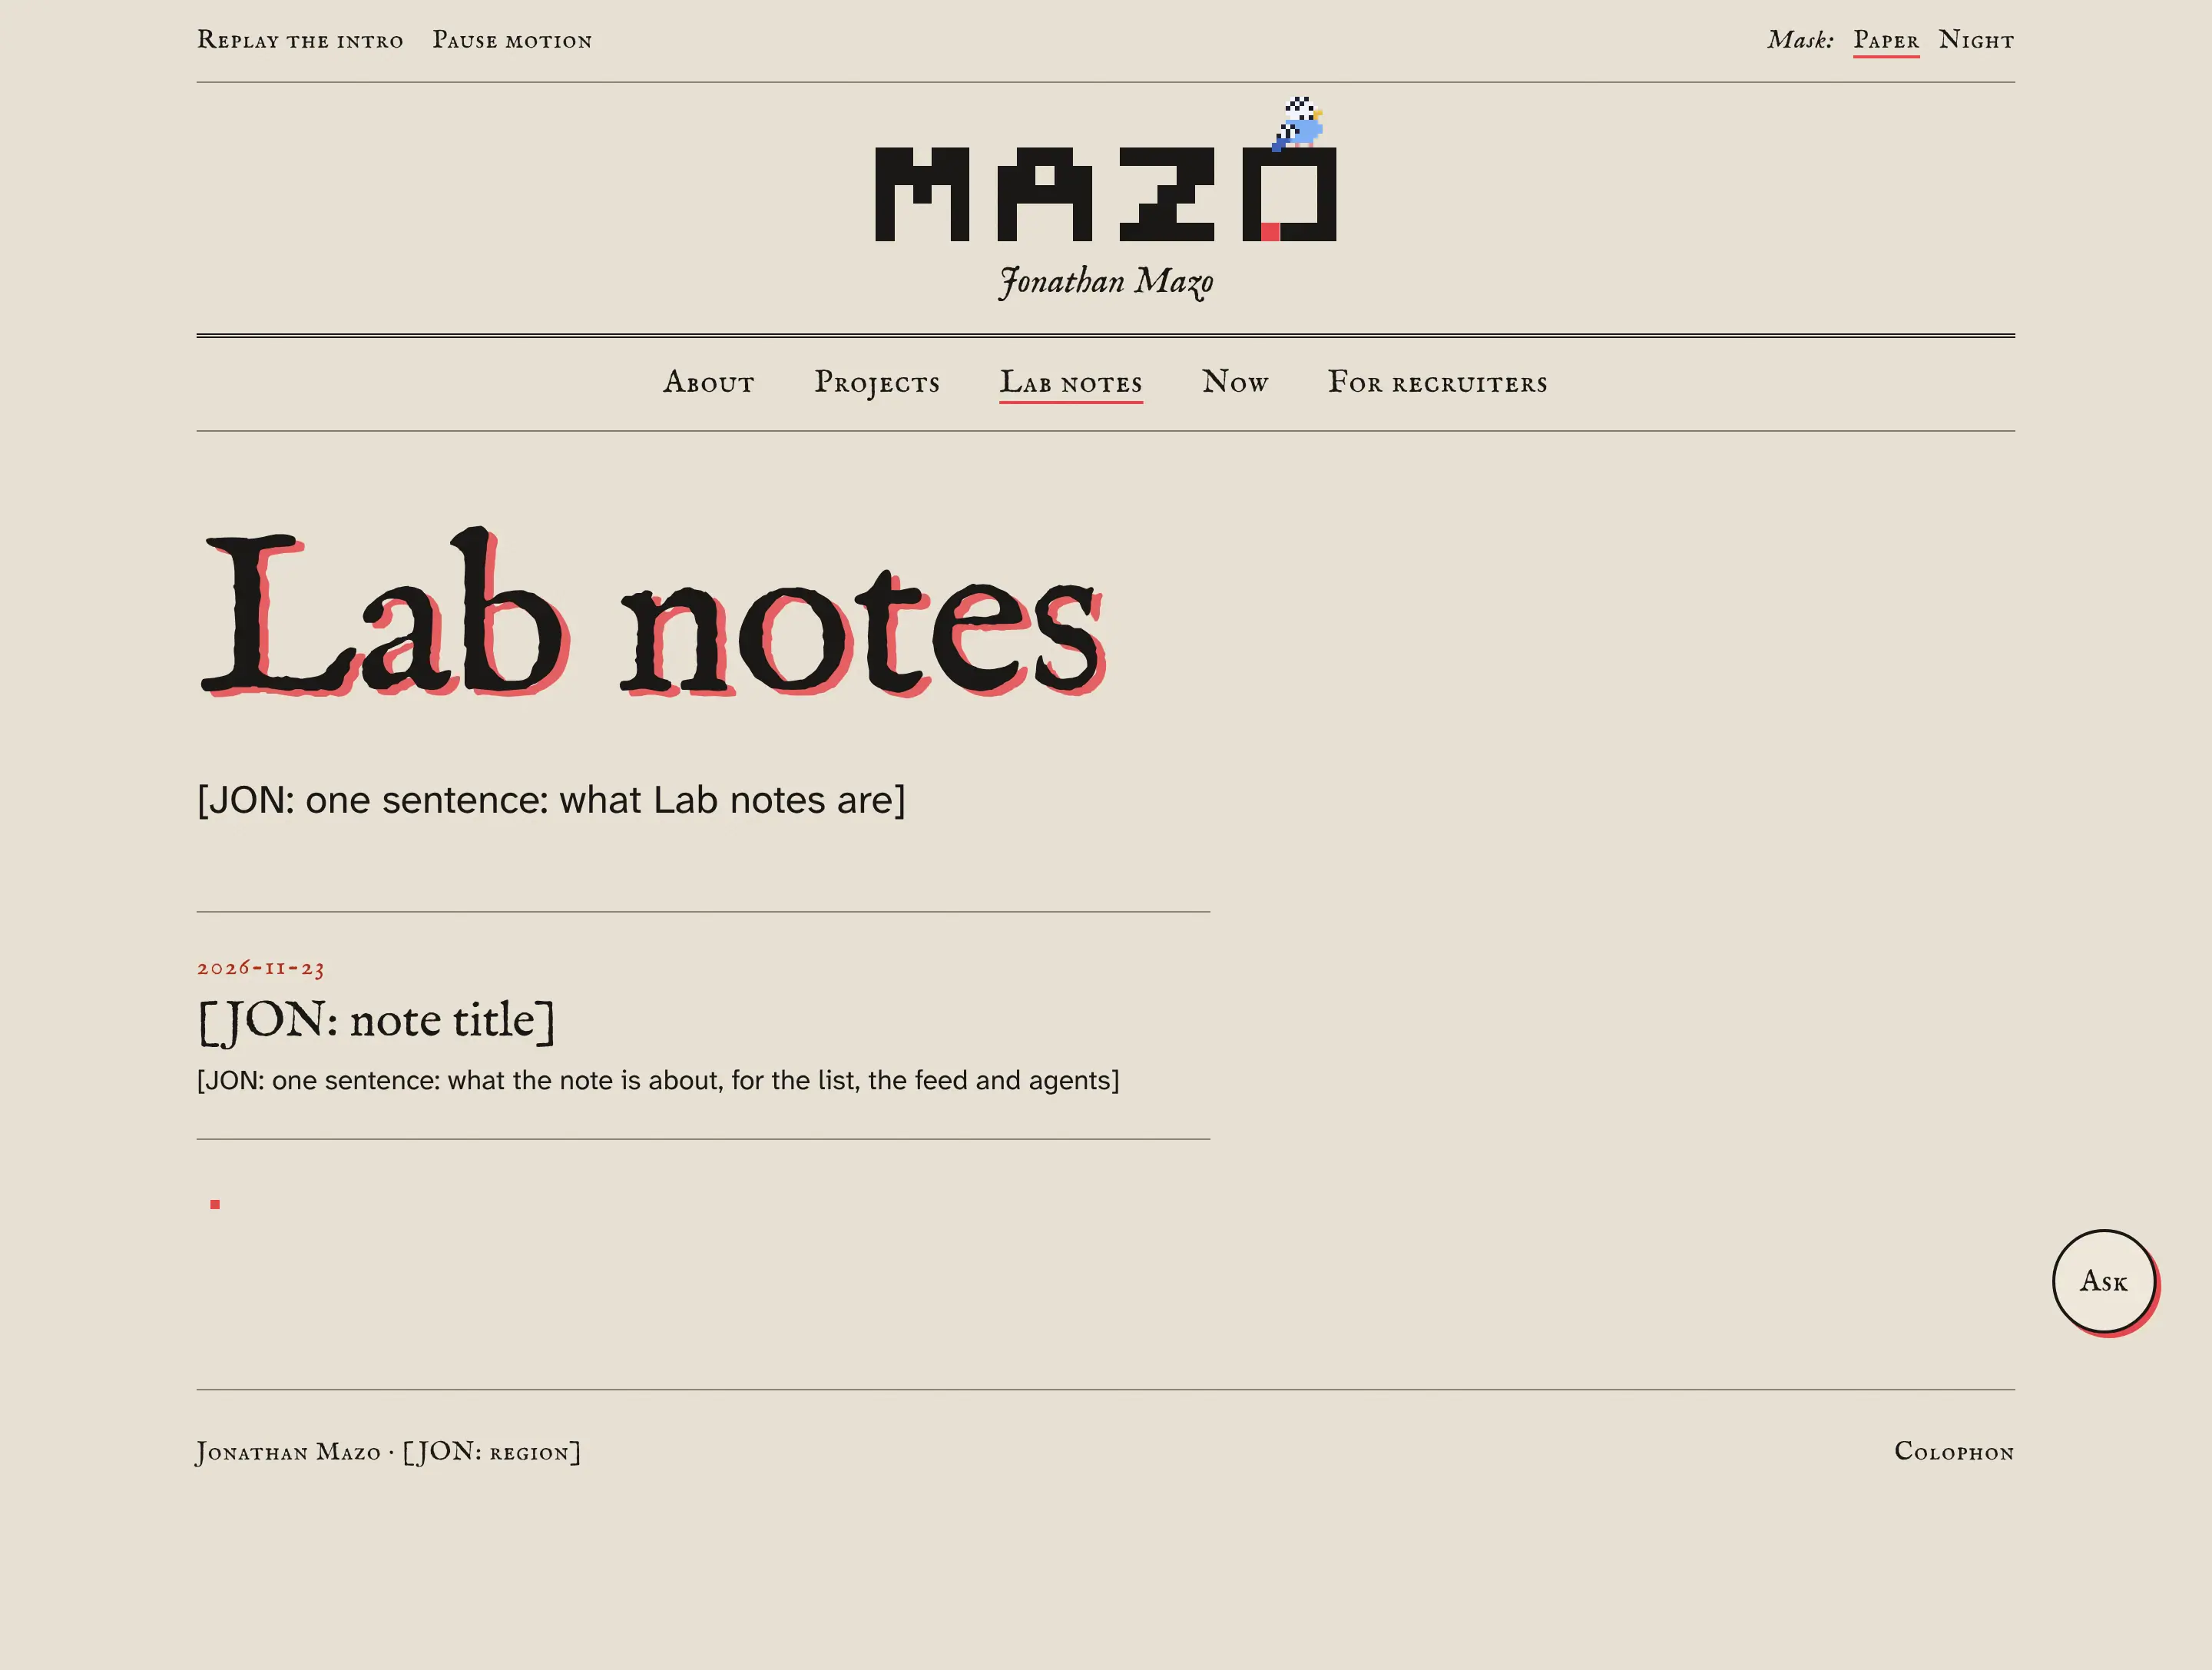 Replay the intro Pause motion
Mask: Paper Night
MAZO
Jonathan Mazo
About Projects Lab notes Now For recruiters
Lab notes
[JON: one sentence: what Lab notes are]
2026-11-23
[JON: note title]
[JON: one sentence: what the note is about, for the list, the feed and agents]
Ask
Jonathan Mazo · [JON: region]
Colophon